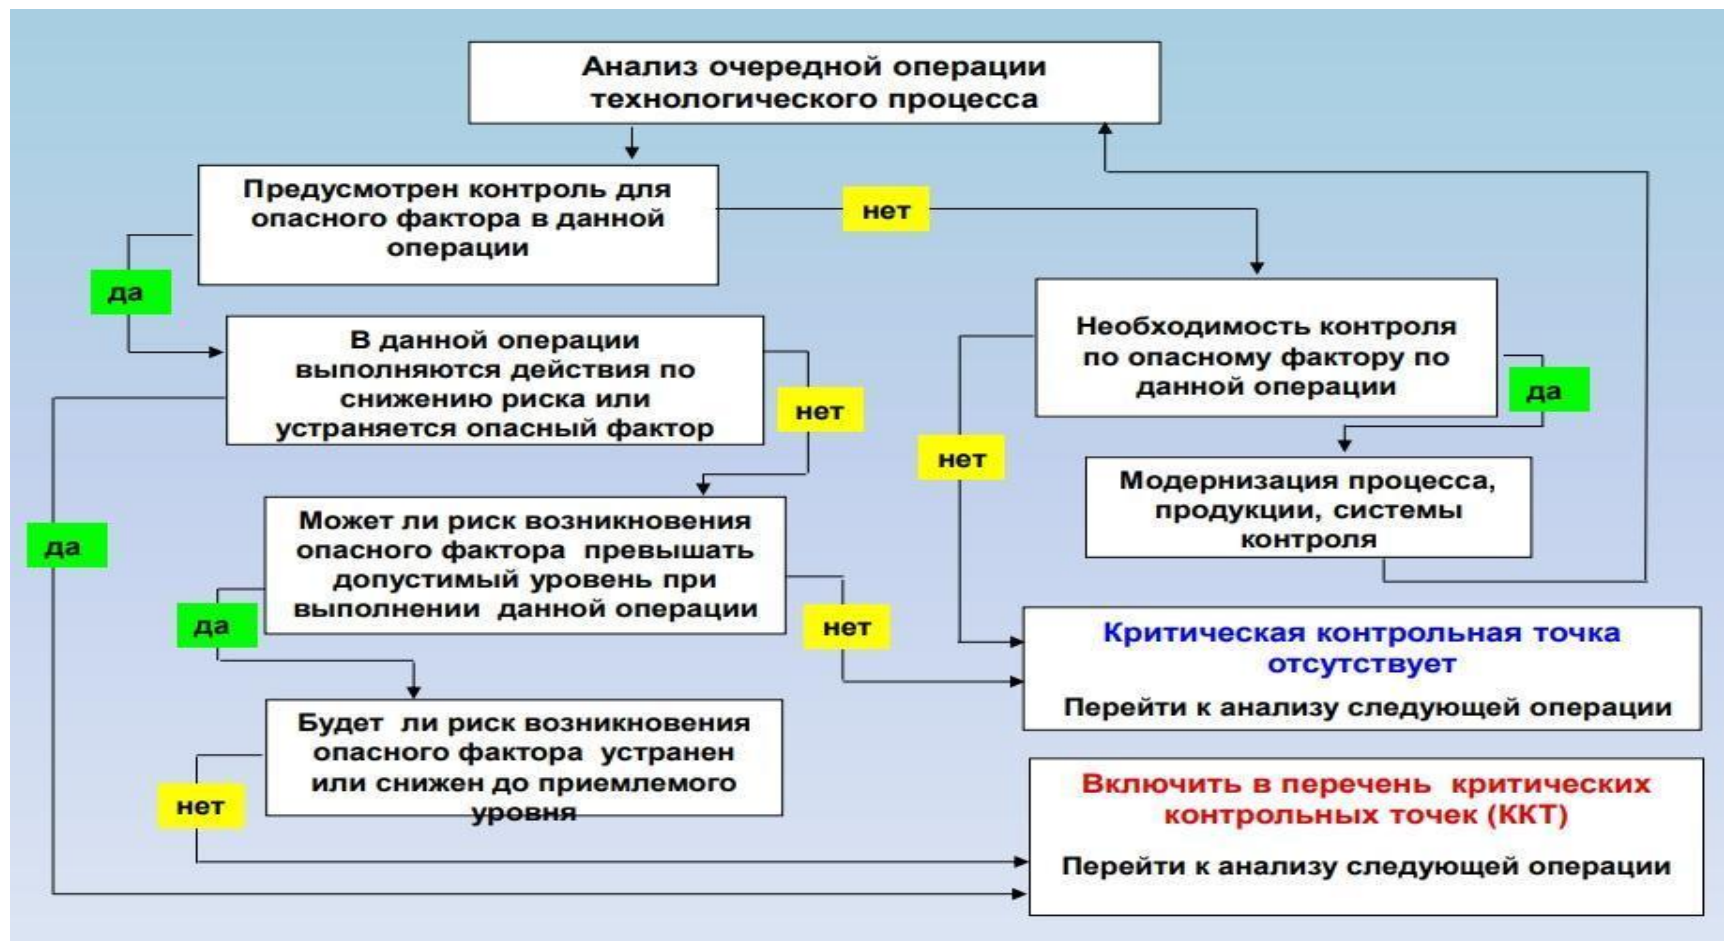 Анализ очередной операции
технологического процесса
Предусмотрен контроль для
опасного фактора в данной
операции
нет
да
Необходимость контроля
по опасному фактору по
данной операции
В данной операции
выполняются действия по
снижению риска или
устраняется опасный фактор
нет
да
нет
Модернизация процесса,
продукции, системы
контроля
Может ли риск возникновения
опасного фактора превышать
допустимый уровень при
выполнении данной операции
да
да
нет
Критическая контрольная точка
отсутствует
Перейти к анализу следующей операции
Будет ли риск возникновения
опасного фактора устранен
или снижен до приемлемого
уровня
нет
Включить в перечень критических
контрольных точек (ККТ)
Перейти к анализу следующей операции